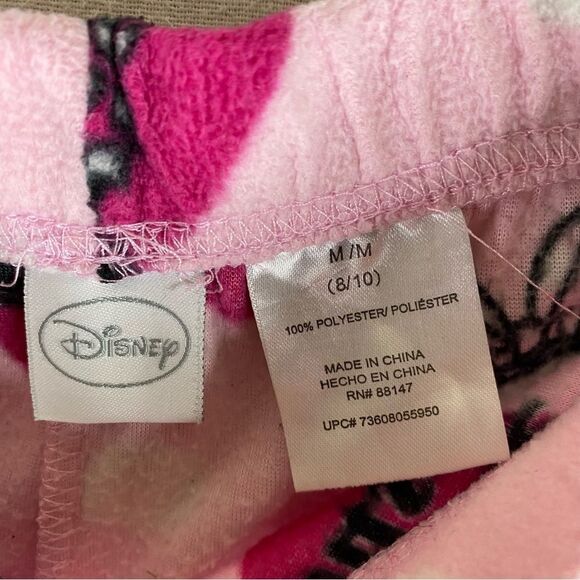 Disney
M/M
(8/10)
100% POLYESTER/ POLIÉSTER
MADE IN CHINA
HECHO EN CHINA
RN# 88147
UPC# 73608055950